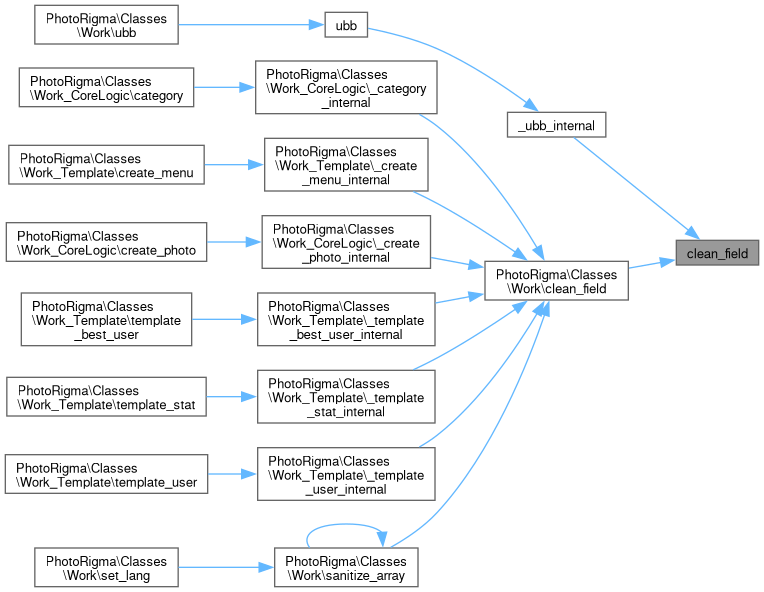 PhotoRigma\Classes
\Work\ubb
ubb
PhotoRigma\Classes
\Work_CoreLogic\category
PhotoRigma\Classes
\Work_CoreLogic\_category
_internal
_ubb_internal
PhotoRigma\Classes
\Work_Template\create_menu
PhotoRigma\Classes
\Work_Template\_create
_menu_internal
PhotoRigma\Classes
\Work_CoreLogic\create_photo
PhotoRigma\Classes
\Work_CoreLogic\_create
_photo_internal
clean_field
PhotoRigma\Classes
\Work\clean_field
PhotoRigma\Classes
\Work_Template\template
_best_user
PhotoRigma\Classes
\Work_Template\_template
_best_user_internal
PhotoRigma\Classes
\Work_Template\template_stat
PhotoRigma\Classes
\Work_Template\_template
_stat_internal
PhotoRigma\Classes
\Work_Template\template_user
PhotoRigma\Classes
\Work_Template\_template
_user_internal
PhotoRigma\Classes
\Work\set_lang
PhotoRigma\Classes
\Work\sanitize_array